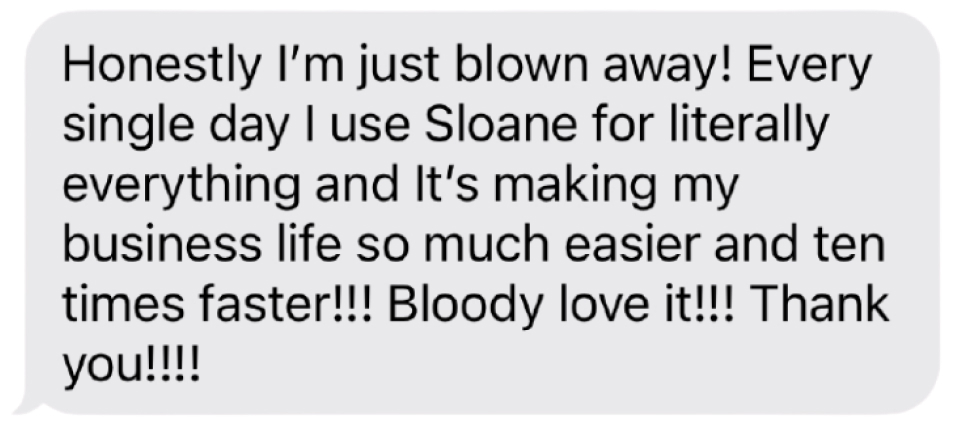 Honestly I'm just blown away! Every
single day I use Sloane for literally
everything and It's making my
business life so much easier and ten
times faster!!! Bloody love it!!! Thank
you!!!!